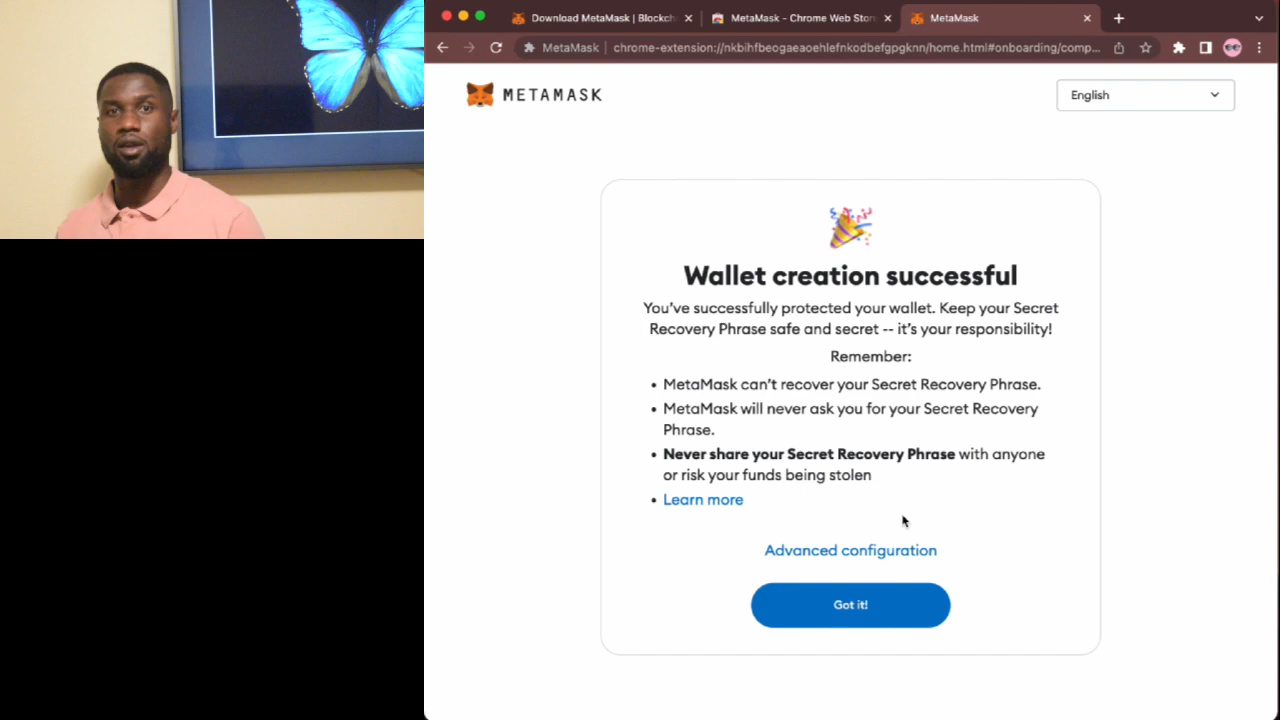 Download MetaMask | Blockch
MetaMask - Chrome Web Stor
MetaMask
MetaMask
chrome-extension://nkbihfbeogaeaoehlefnkodbefgpgknn/home.html#onboarding/comp...
METAMASK
English
Wallet creation successful
You've successfully protected your wallet. Keep your Secret
Recovery Phrase safe and secret -- it's your responsibility!
Remember:
• MetaMask can't recover your Secret Recovery Phrase.
• MetaMask will never ask you for your Secret Recovery
Phrase.
• Never share your Secret Recovery Phrase with anyone
or risk your funds being stolen
• Learn more
Advanced configuration
Got it!